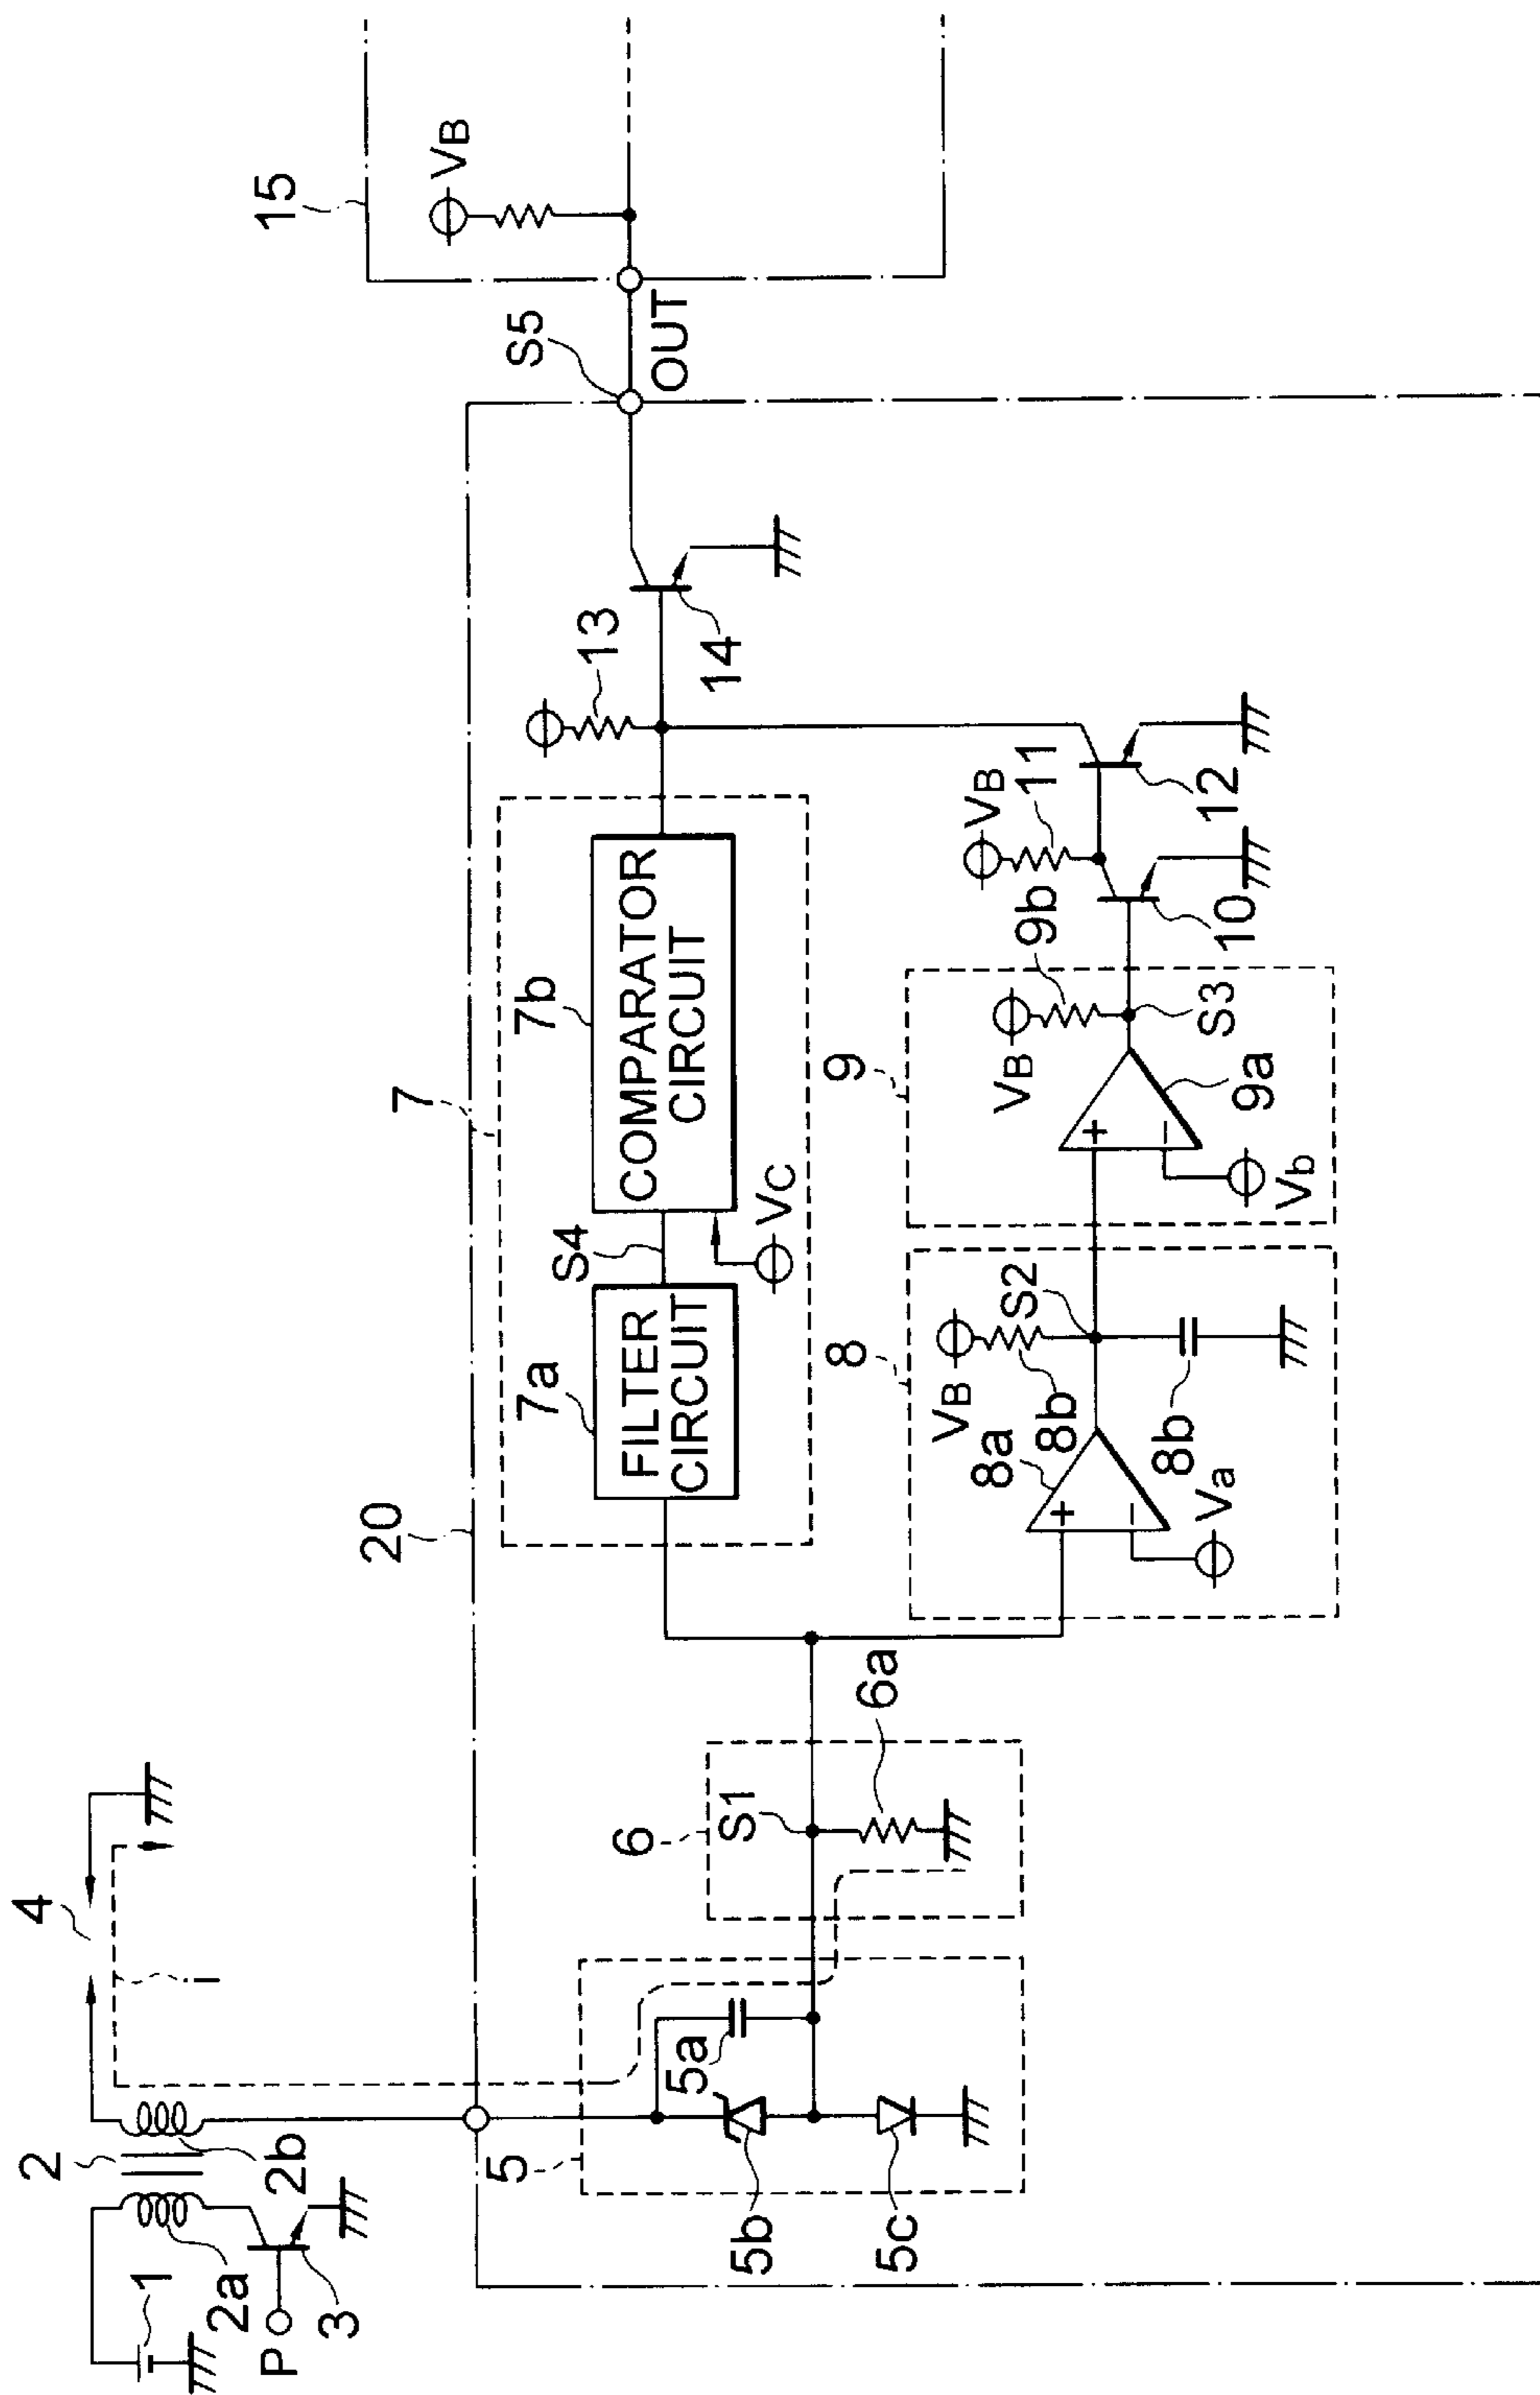 1
2
2a
2b
P
3
4
i
5
5a
5b
5c
6
S1
6a
20
7
7a
FILTER
CIRCUIT
S4
VC
7b
COMPARATOR
CIRCUIT
13
14
S5
OUT
15
VB
8
8a
Va
VB
8b
S2
8b
9
9a
Vb
VB
9b
S3
10
VB
11
12